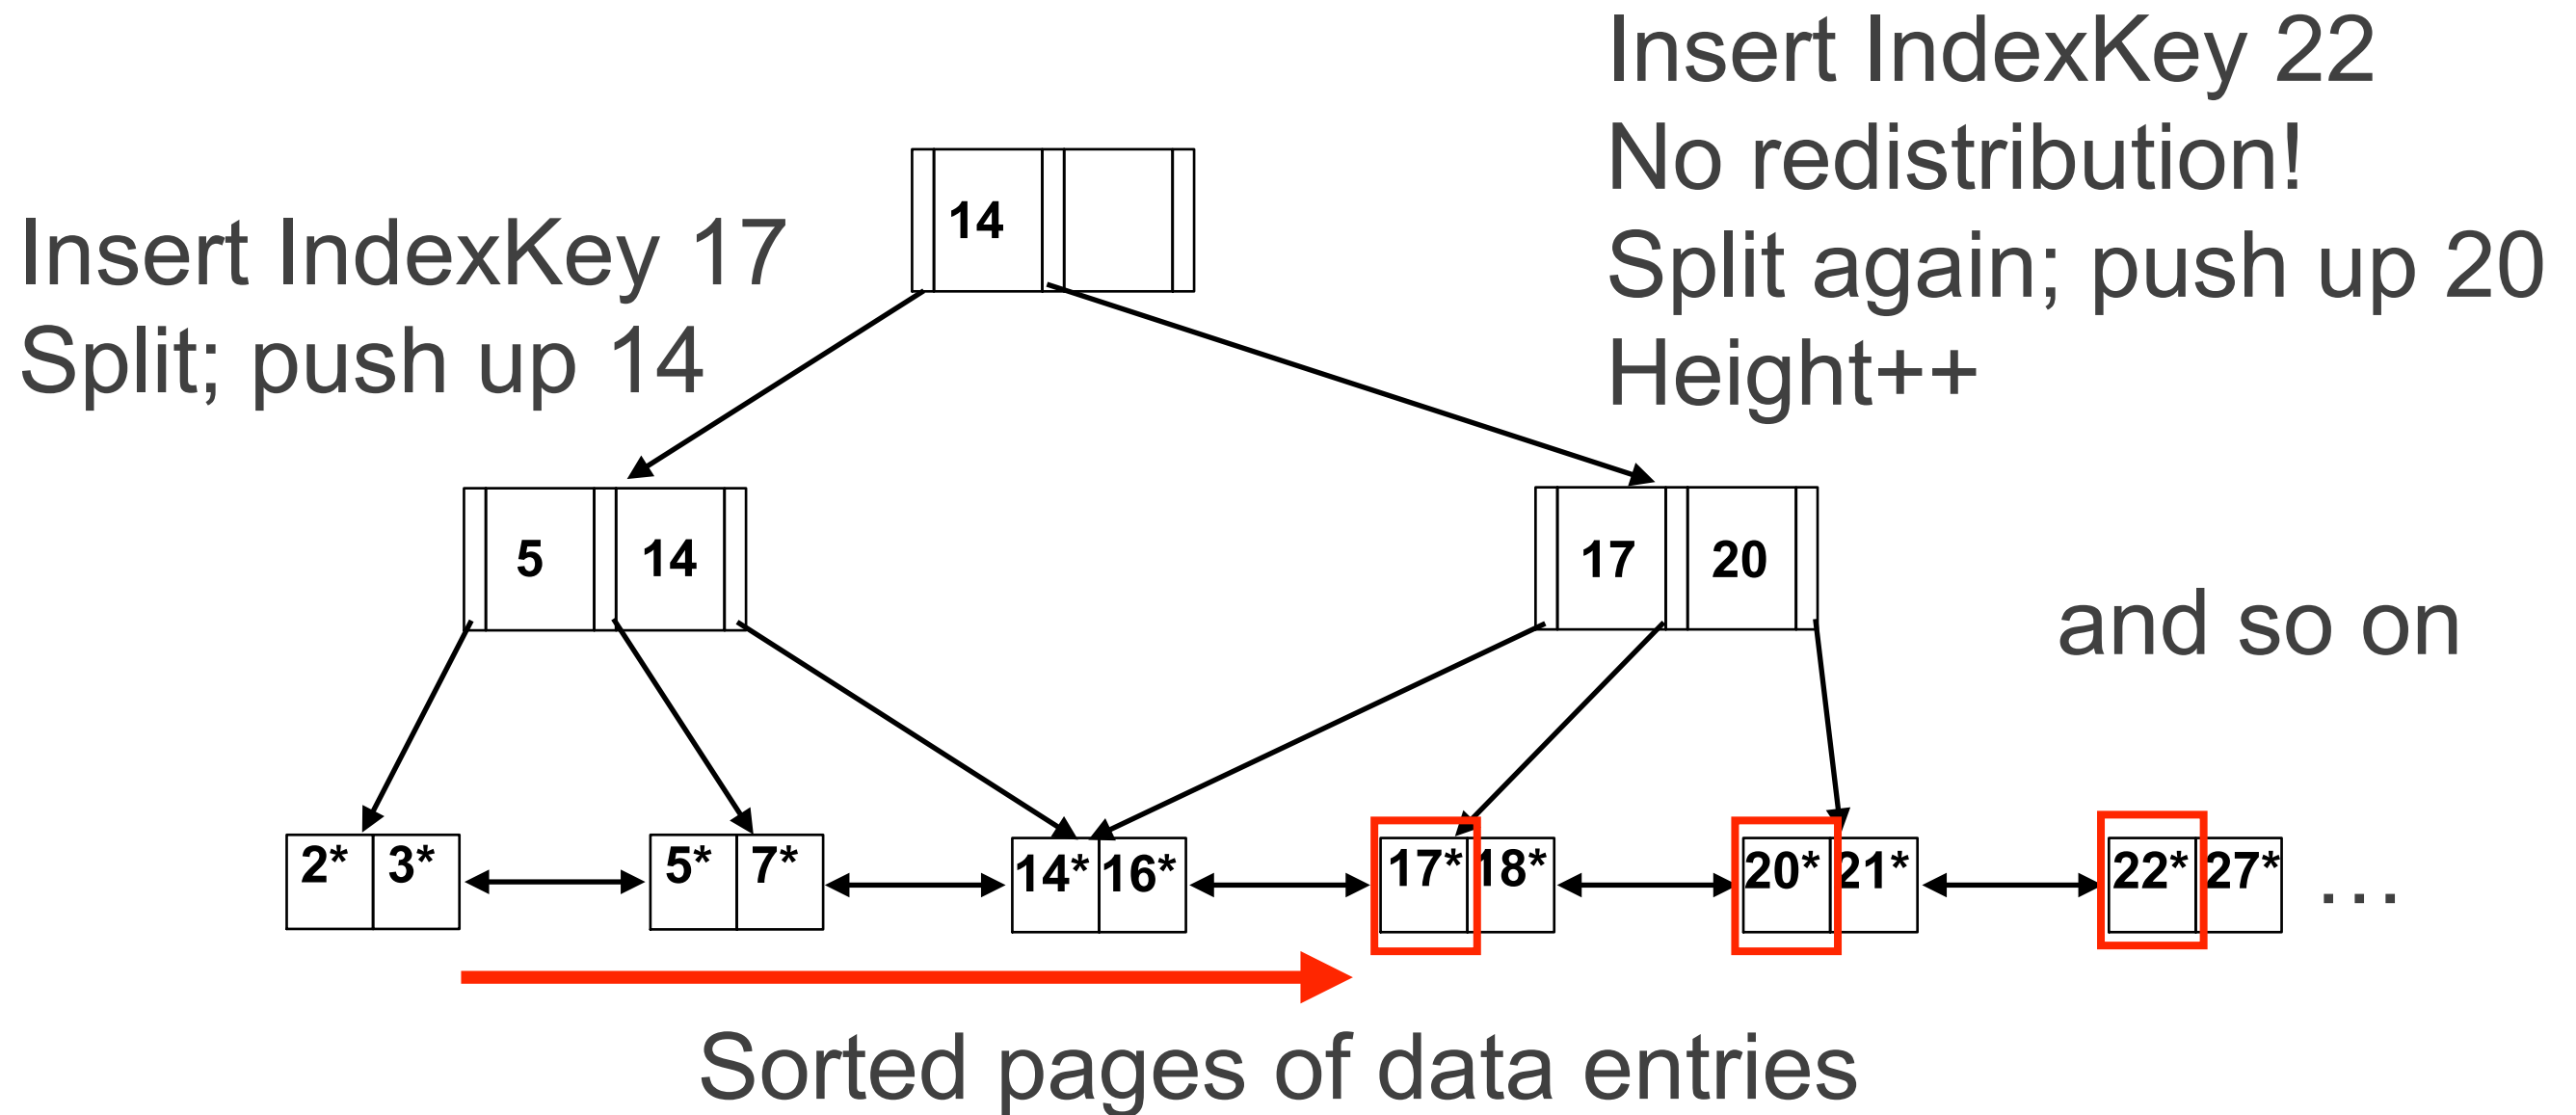 Insert IndexKey 22
No redistribution!
Split again; push up 20
Height++
Insert IndexKey 17
Split; push up 14
14
5 14
17 20
and so on
2* 3* 5* 7* 14* 16* 17* 18* 20* 21* 22* 27* …
Sorted pages of data entries